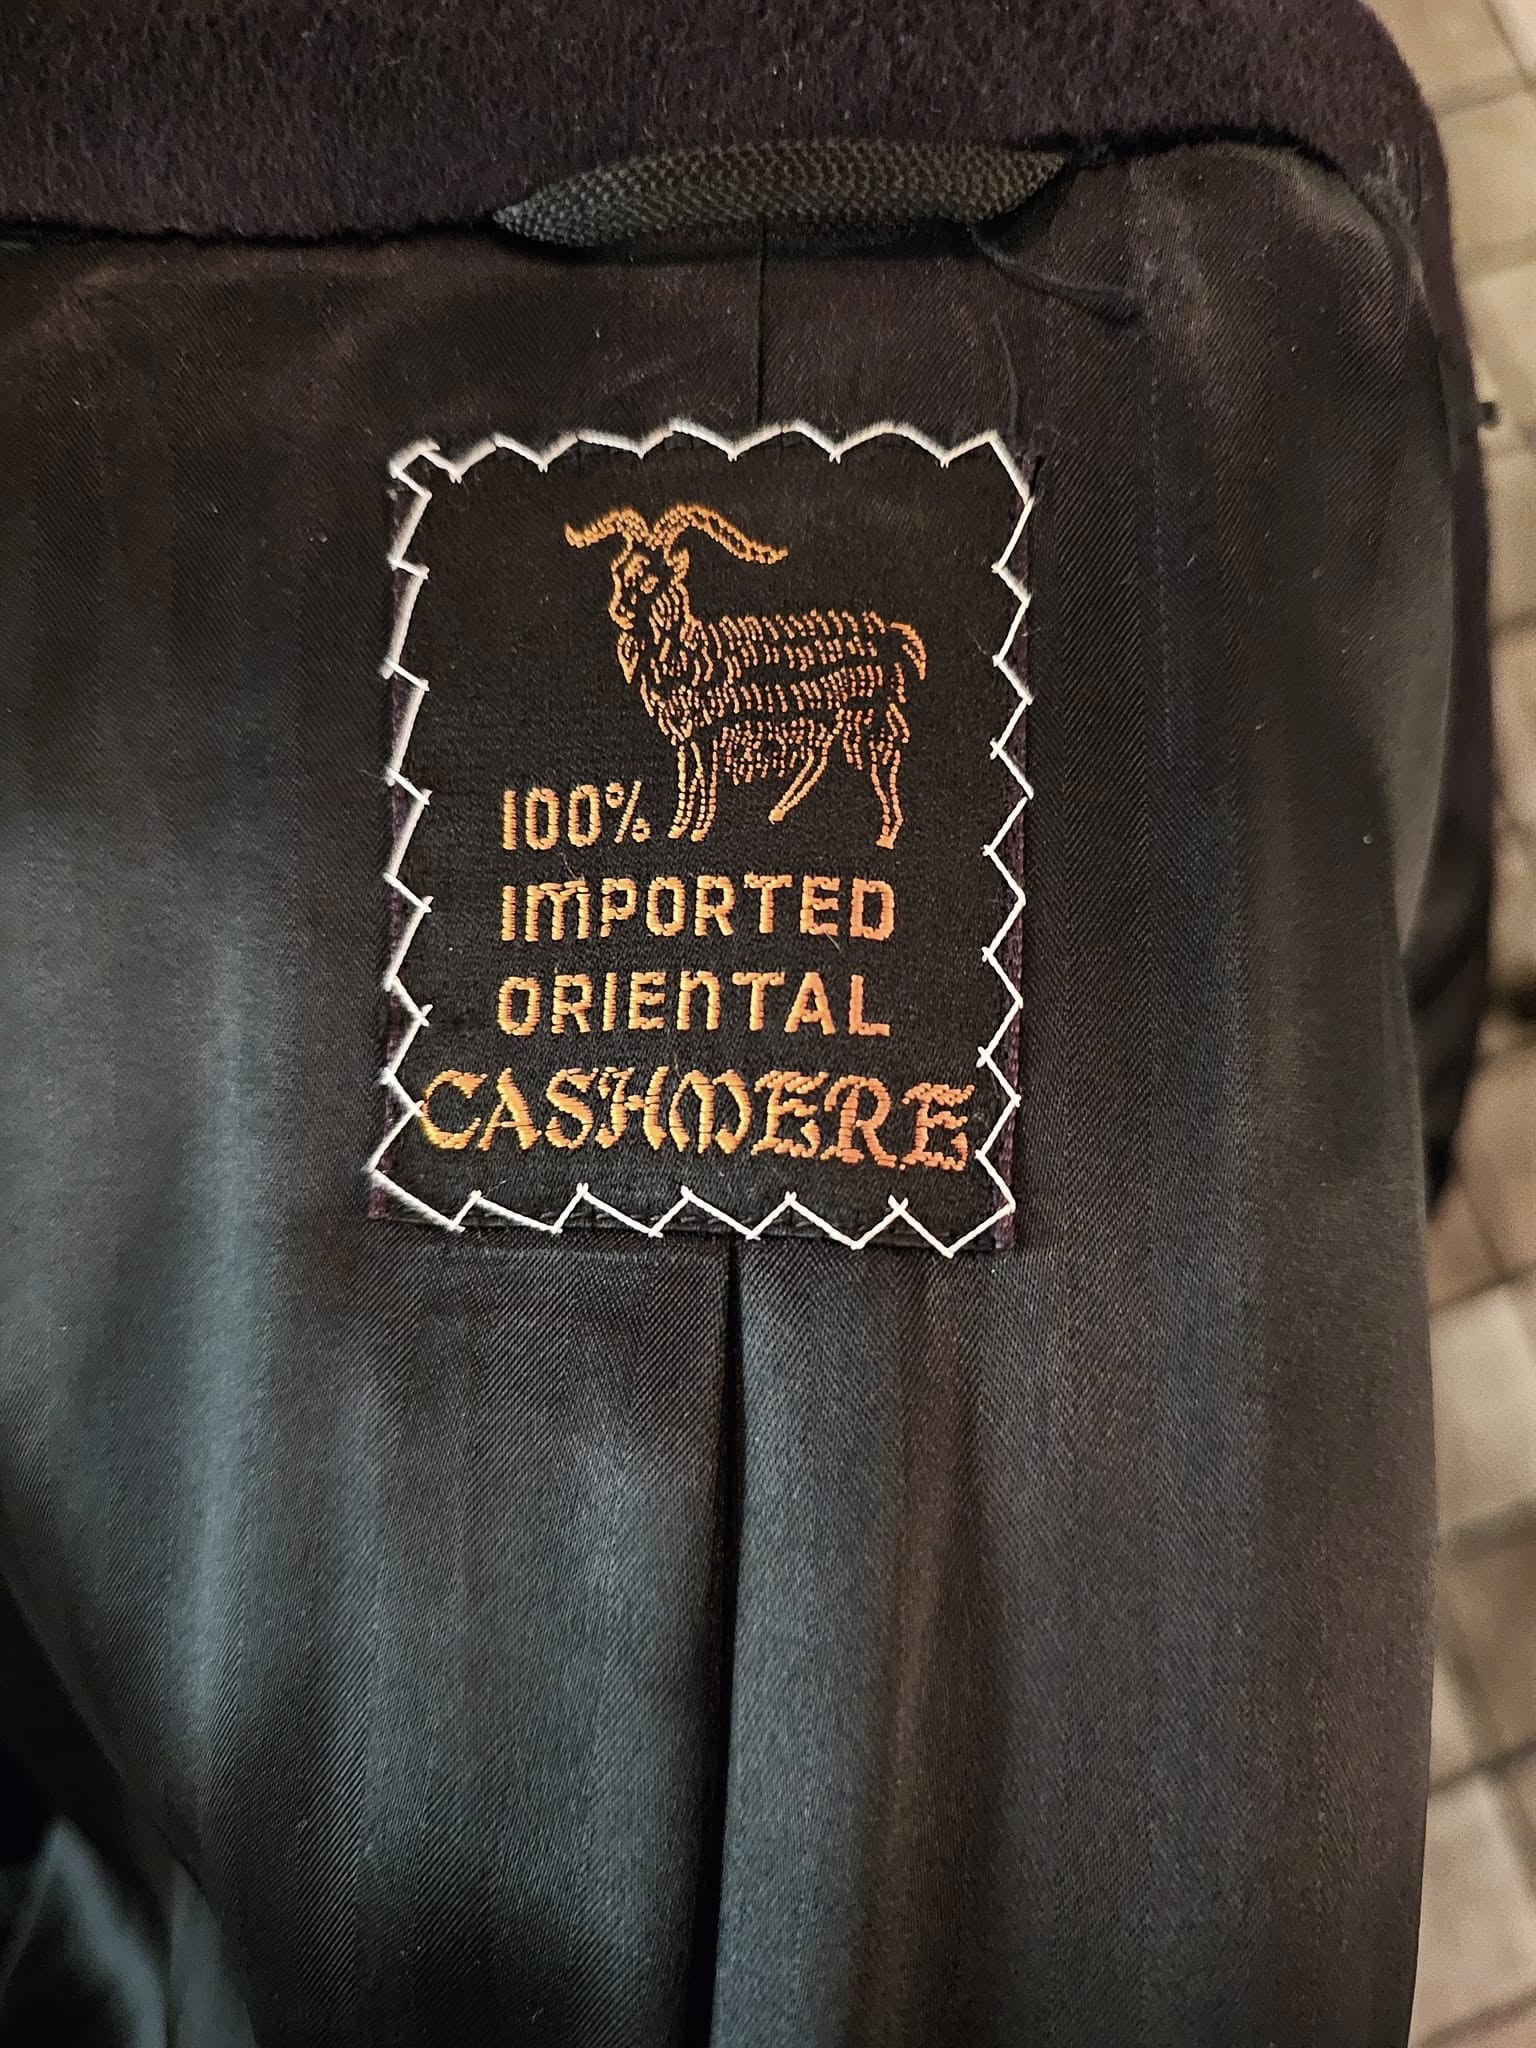 100%
IMPORTED
ORIENTAL
CASHMERE